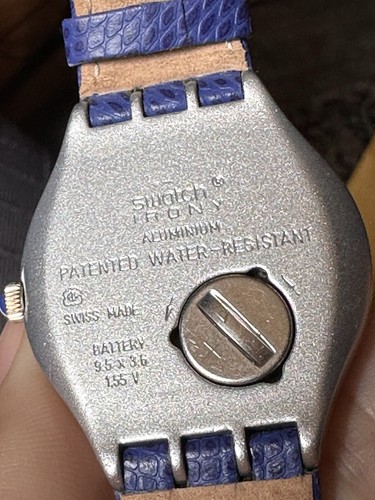 swatch®
IRONY
ALUMINIUM
PATENTED WATER-RESISTANT
SWISS MADE
BATTERY
9.5 x 3.6
1.55 V